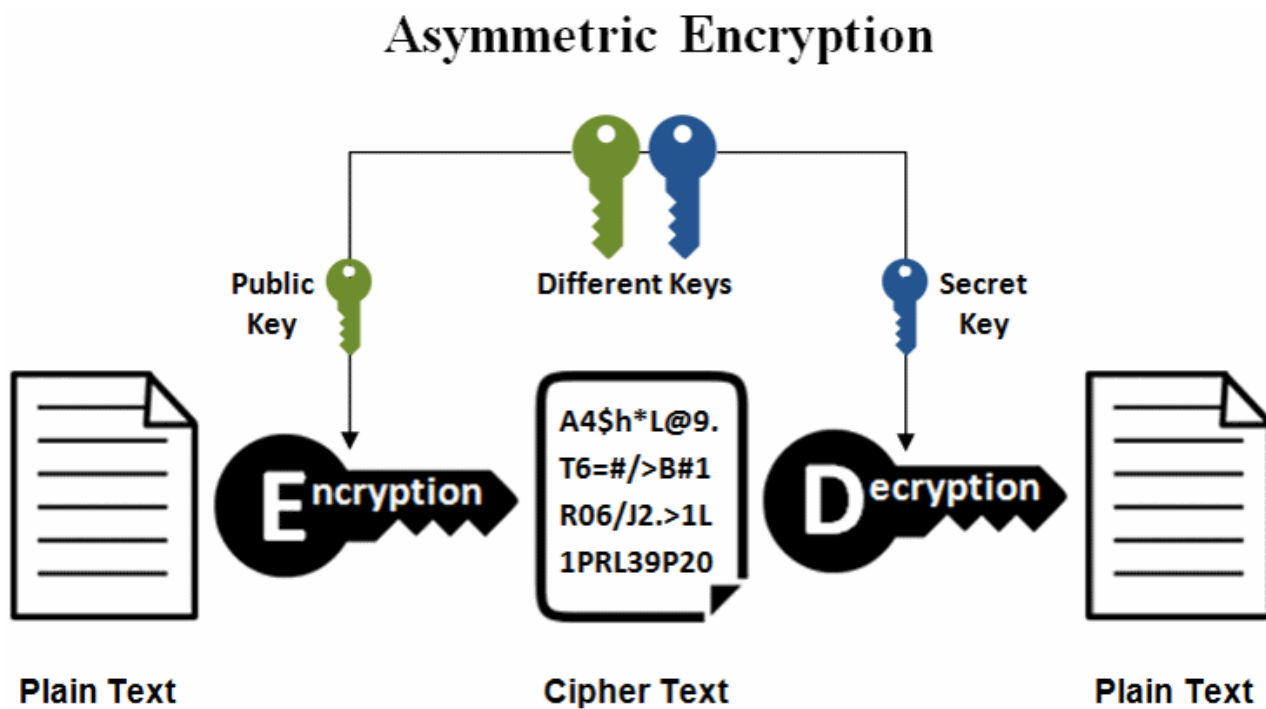 Asymmetric Encryption
Public
Key
Different Keys
Secret
Key
Encryption
A4$h*L@9.
T6=#/>B#1
R06/J2.>1L
1PRL39P20
Decryption
Plain Text
Cipher Text
Plain Text